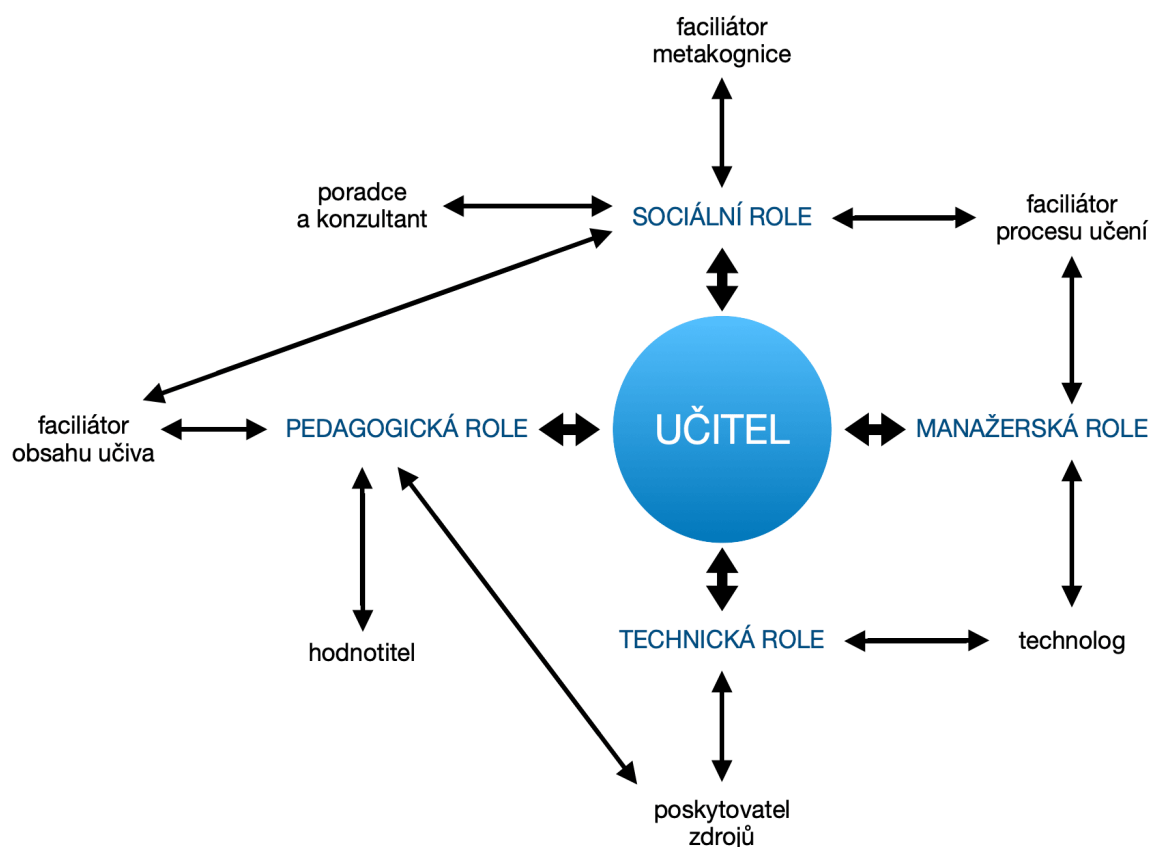 faciliátor
metakognice
poradce
a konzultant
SOCIÁLNÍ ROLE
faciliátor
procesu učení
faciliátor
obsahu učiva
PEDAGOGICKÁ ROLE
UČITEL
MANAŽERSKÁ ROLE
hodnotitel
TECHNICKÁ ROLE
technolog
poskytovatel
zdrojů